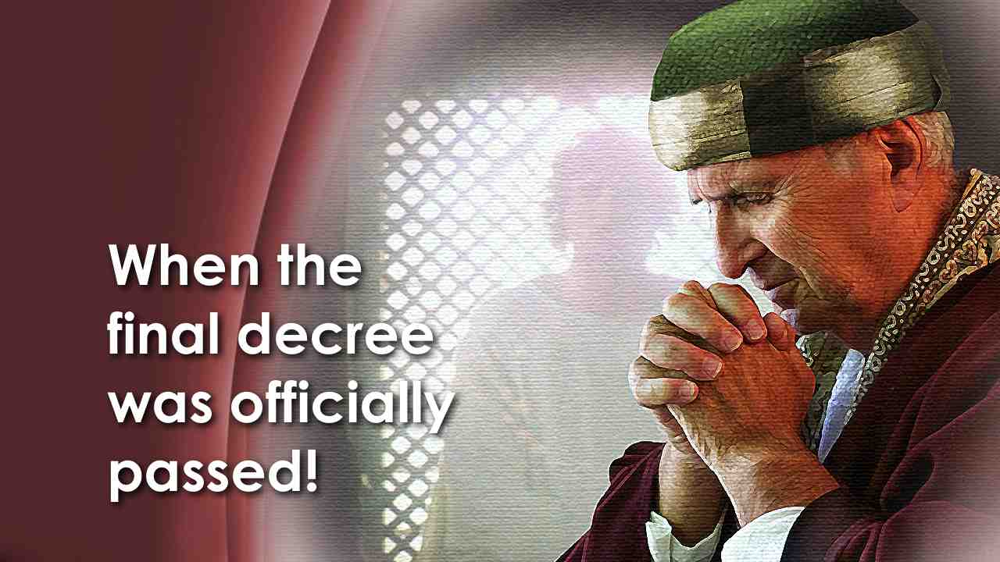 When the
final decree
was officially
passed!